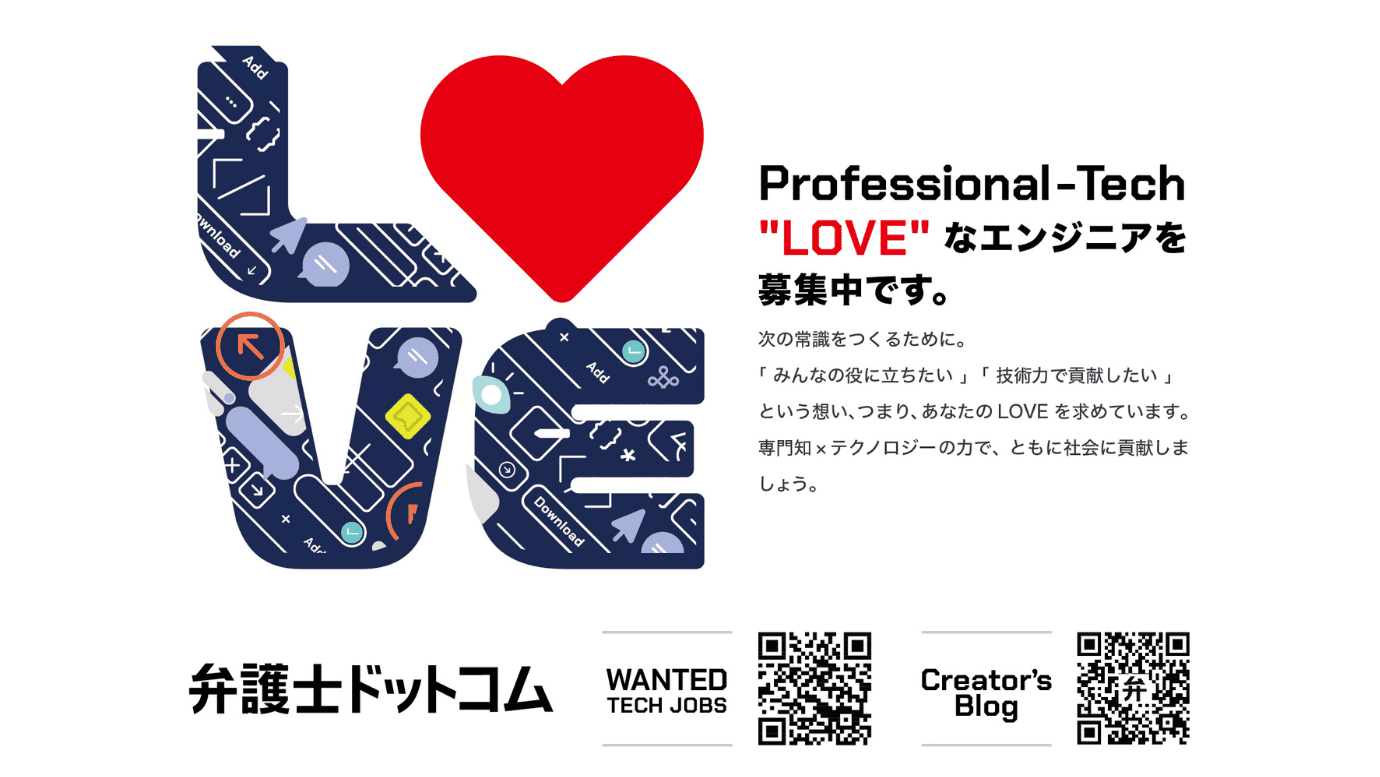 L VE
Add
Download
Add
Download
Add
Professional-Tech
"LOVE" なエンジニアを
募集中です。
次の常識をつくるために。
「 みんなの役に立ちたい 」「 技術力で貢献したい 」
という想い、つまり、あなたの LOVE を求めています。
専門知×テクノロジーの力で、ともに社会に貢献しま
しょう。
弁護士ドットコム
WANTED
TECH JOBS
Creator's
Blog
弁